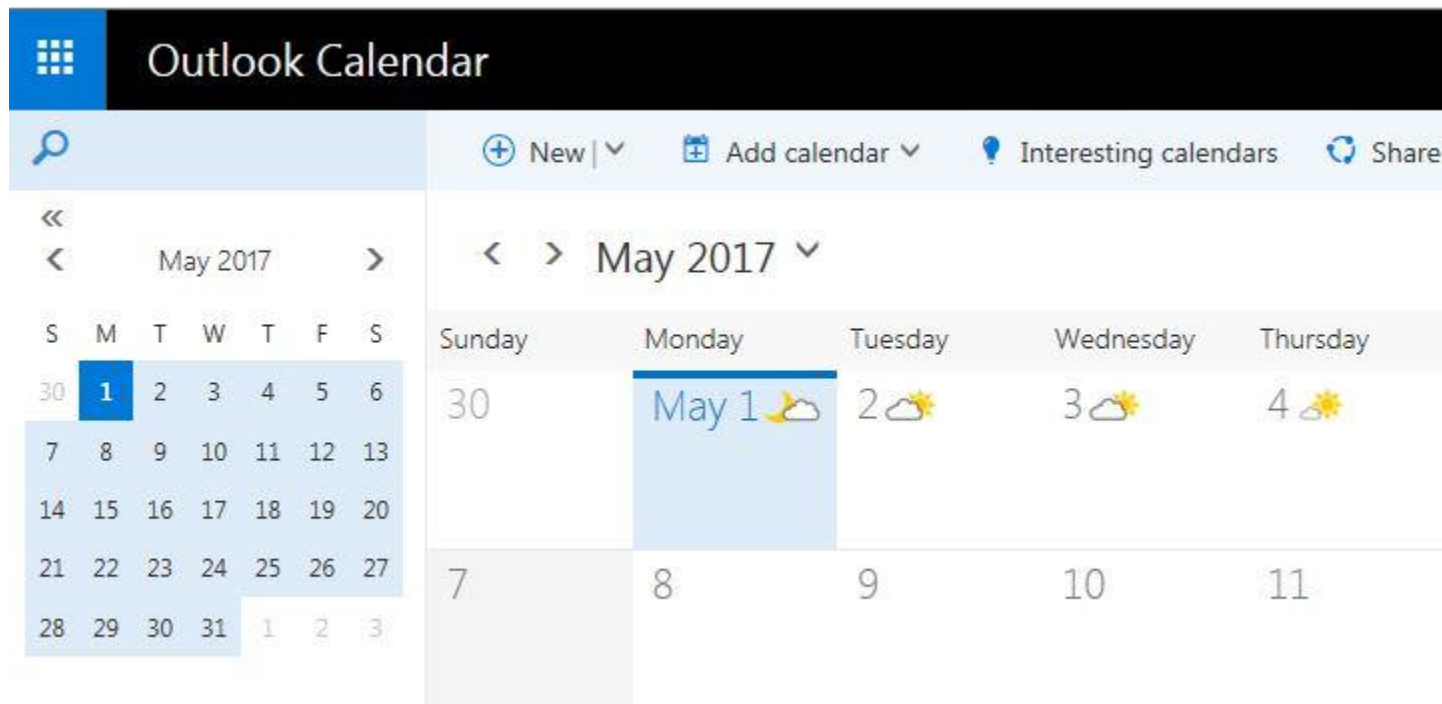 Outlook Calendar
New | Add calendar Interesting calendars Share
May 2017
S M T W T F S
30 1 2 3 4 5 6
7 8 9 10 11 12 13
14 15 16 17 18 19 20
21 22 23 24 25 26 27
28 29 30 31 1 2 3
May 2017
Sunday Monday Tuesday Wednesday Thursday
30 May 1 2 3 4
7 8 9 10 11